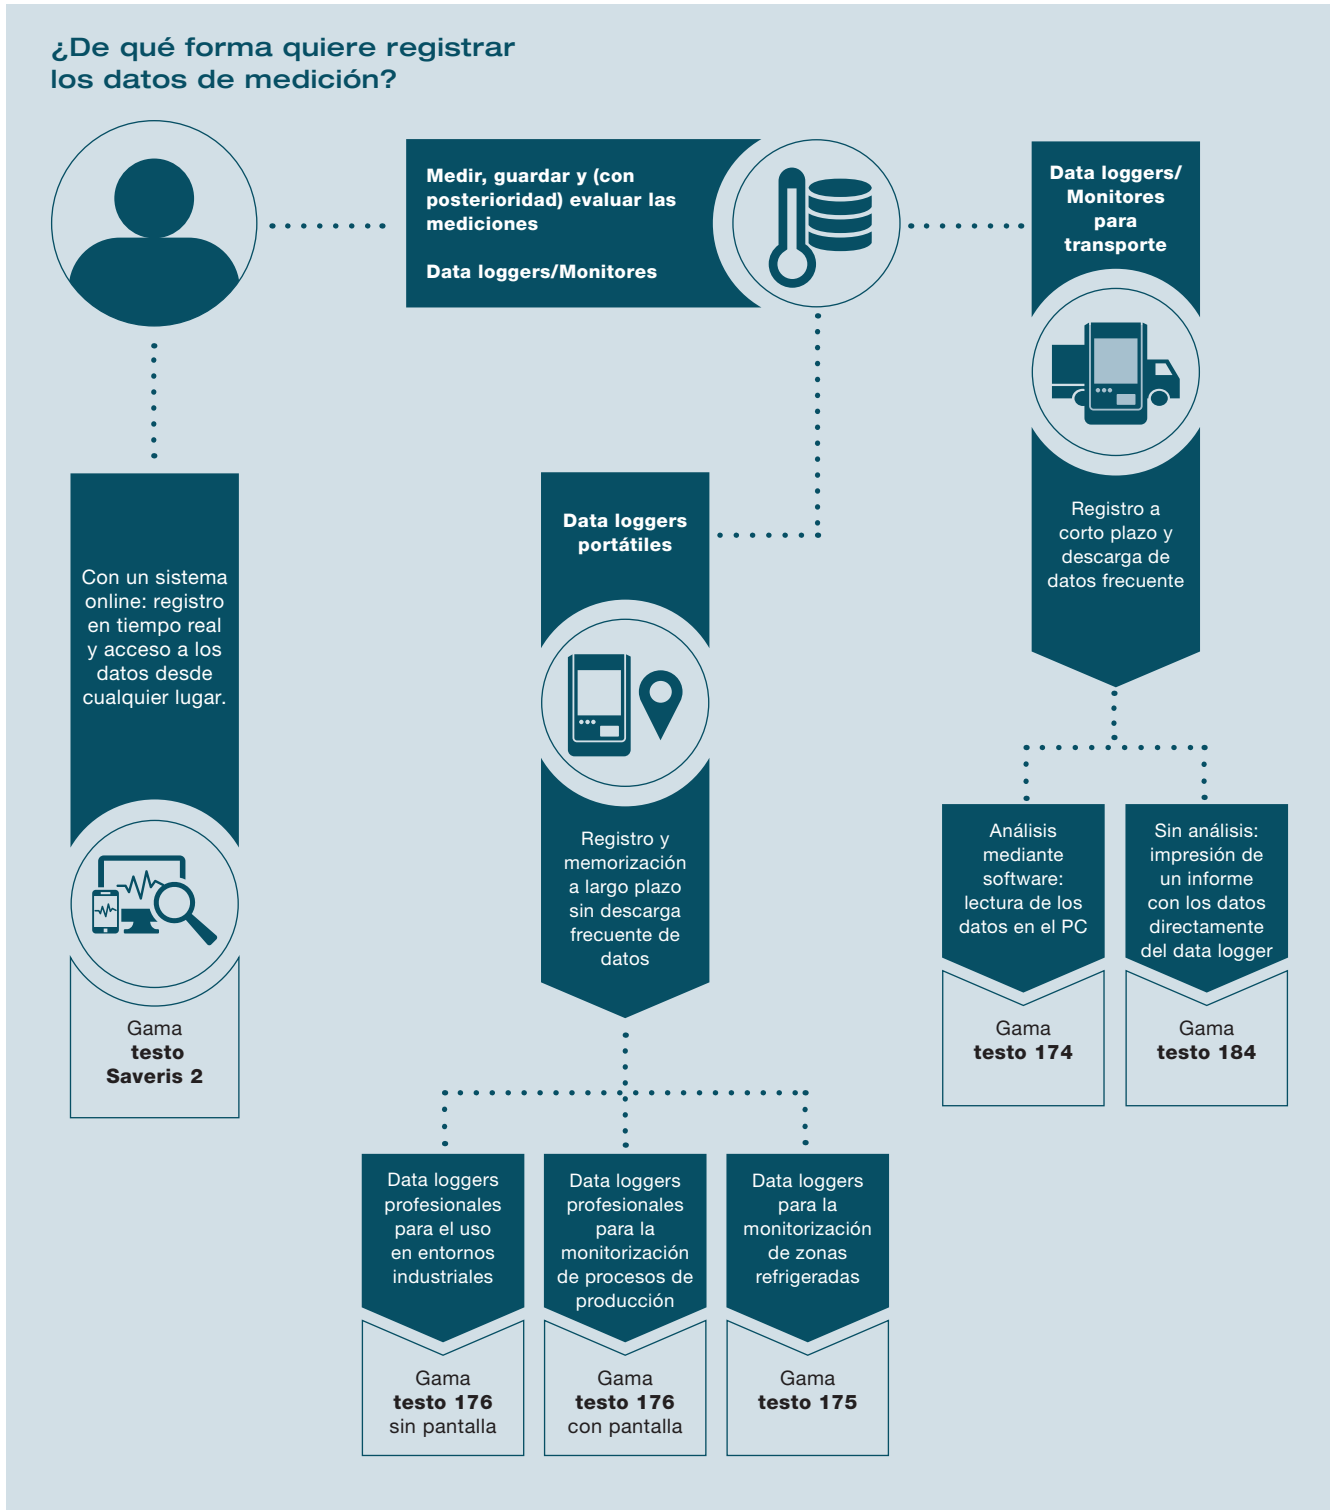 ¿De qué forma quiere registrar
los datos de medición?
Medir, guardar y (con
posterioridad) evaluar las
mediciones
Data loggers/Monitores
Data loggers/
Monitores
para
transporte
Registro a
corto plazo y
descarga de
datos frecuente
Data loggers
portátiles
Con un sistema
online: registro
en tiempo real
y acceso a los
datos desde
cualquier lugar.
Registro y
memorización
a largo plazo
sin descarga
frecuente de
datos
Análisis
mediante
software:
lectura de los
datos en el PC
Sin análisis:
impresión de
un informe
con los datos
directamente
del data logger
Gama
testo
Saveris 2
Gama
testo 174
Gama
testo 184
Data loggers
profesionales
para el uso
en entornos
industriales
Data loggers
profesionales
para la
monitorización
de procesos de
producción
Data loggers
para la
monitorización
de zonas
refrigeradas
Gama
testo 176
sin pantalla
Gama
testo 176
con pantalla
Gama
testo 175